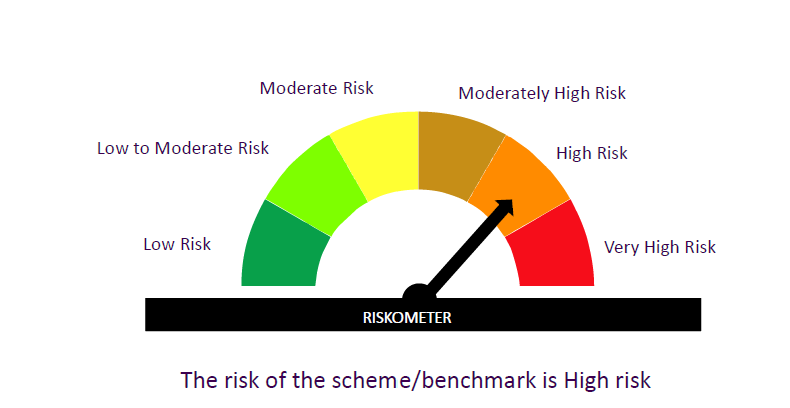 Moderate Risk
Moderately High Risk
Low to Moderate Risk
High Risk
Low Risk
Very High Risk
RISKOMETER
The risk of the scheme/benchmark is High risk